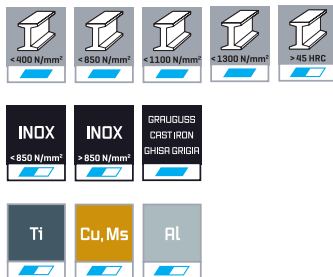 <400 N/mm² <850 N/mm² <1100 N/mm² <1300 N/mm² >45 HRC
INOX INOX GRAUGUSS
CAST IRON
GHISA GRIGIA
<850 N/mm² >850 N/mm²
Ti Cu, Ms Al